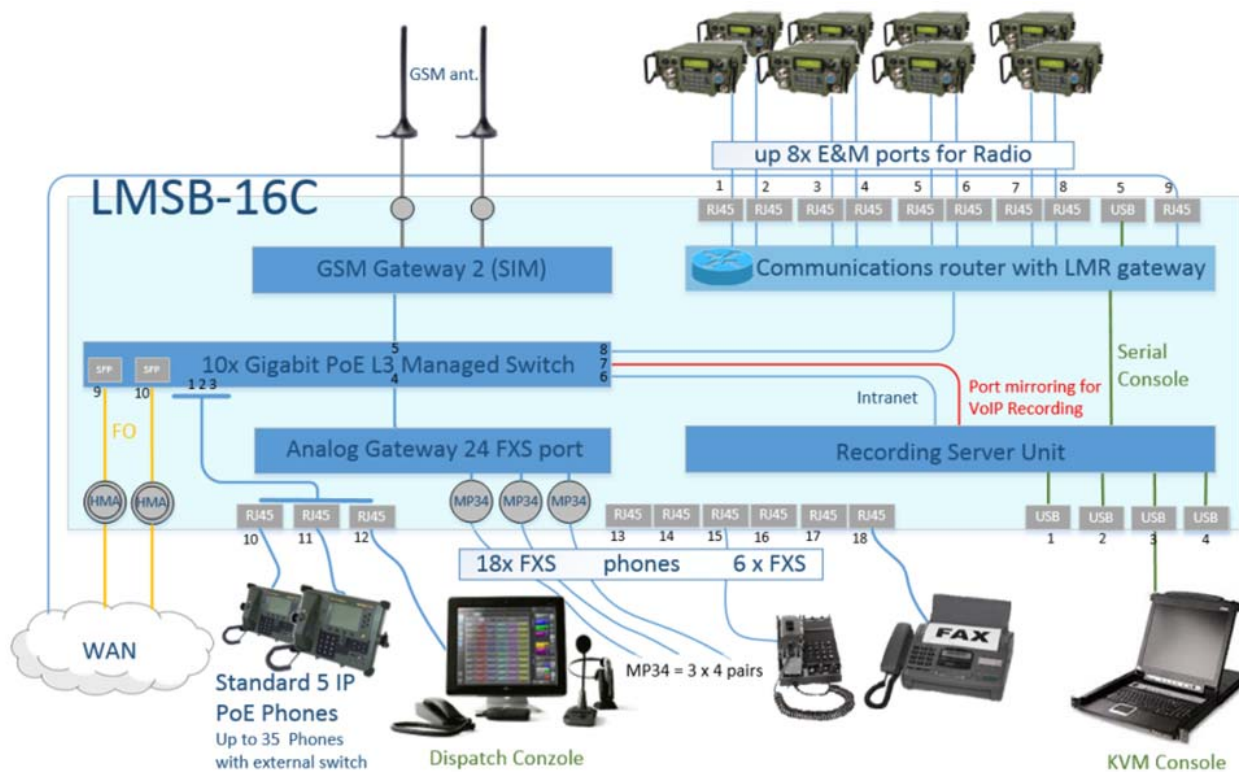 GSM ant.
up 8x E&M ports for Radio
1 2 3 4 5 6 7 8 5 9
LMSB-16C
RJ45 RJ45 RJ45 RJ45 RJ45 RJ45 RJ45 RJ45 USB RJ45
GSM Gateway 2 (SIM)
Communications router with LMR gateway
5
10x Gigabit PoE L3 Managed Switch
4
8
7
6
SFP SFP
9 10 1 2 3
Serial
Console
Intranet
Port mirroring for
VoIP Recording
FO
Analog Gateway 24 FXS port
Recording Server Unit
HMA HMA
MP34 MP34 MP34
RJ45 RJ45 RJ45
10 11 12
RJ45 RJ45 RJ45 RJ45 RJ45 RJ45
13 14 15 16 17 18
USB USB USB USB
1 2 3 4
18x FXS phones 6 x FXS
WAN
FAX
MP34 = 3 x 4 pairs
Standard 5 IP
PoE Phones
Up to 35 Phones
with external switch
Dispatch Conzole
KVM Console